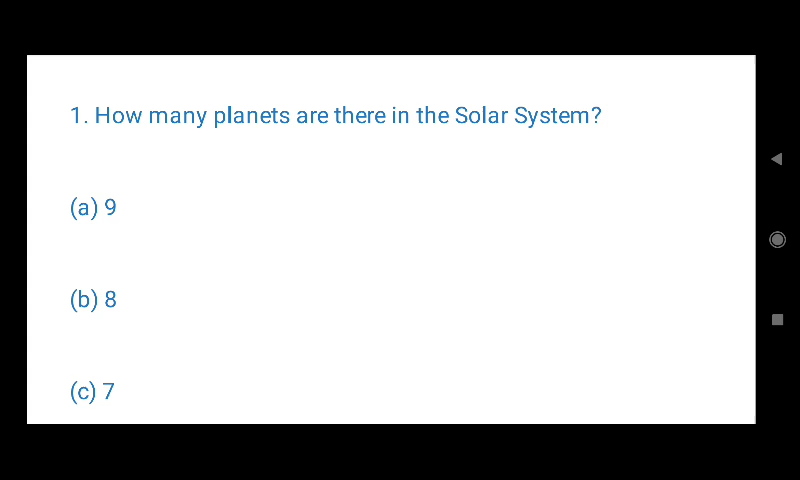 1. How many planets are there in the Solar System?
(a) 9
(b) 8
(c) 7